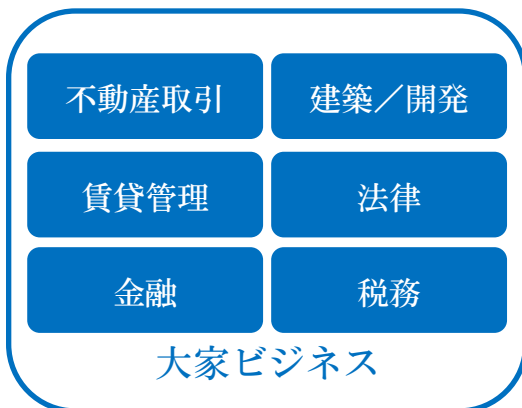 不動産取引
建築／開発
賃貸管理
法律
金融
税務
大家ビジネス